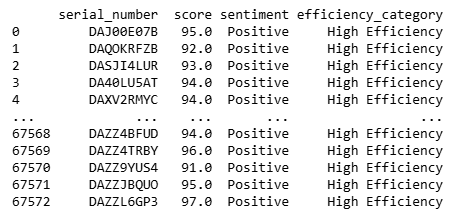 serial_number score sentiment efficiency_category
0 DAJ00E07B 95.0 Positive High Efficiency
1 DAQOKRFZB 92.0 Positive High Efficiency
2 DASJI4LUR 93.0 Positive High Efficiency
3 DA40LU5AT 94.0 Positive High Efficiency
4 DAXV2RMYC 94.0 Positive High Efficiency
... ... ... ... ...
67568 DAZZ4BFUD 94.0 Positive High Efficiency
67569 DAZZ4TRBY 96.0 Positive High Efficiency
67570 DAZZ9YUS4 91.0 Positive High Efficiency
67571 DAZZJBQUO 95.0 Positive High Efficiency
67572 DAZZL6GP3 97.0 Positive High Efficiency